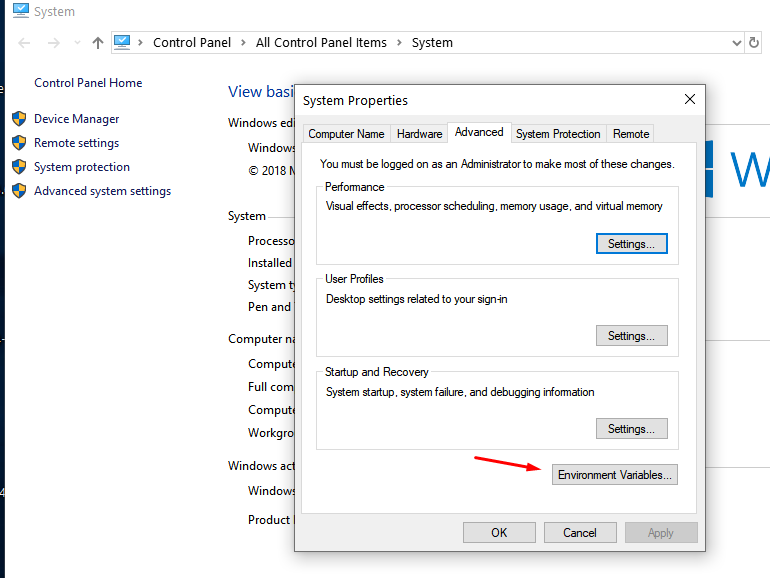 System
Control Panel > All Control Panel Items > System
Control Panel Home
Device Manager
Remote settings
System protection
Advanced system settings
View basi
Windows edi
Windows
© 2018 M
System
Processo
Installed
System ty
Pen and
Computer na
Compute
Full com
Compute
Workgro
Windows act
Windows
Product
W
System Properties
Computer Name Hardware Advanced System Protection Remote
You must be logged on as an Administrator to make most of these changes.
Performance
Visual effects, processor scheduling, memory usage, and virtual memory
Settings...
User Profiles
Desktop settings related to your sign-in
Settings...
Startup and Recovery
System startup, system failure, and debugging information
Settings...
Environment Variables...
OK Cancel Apply